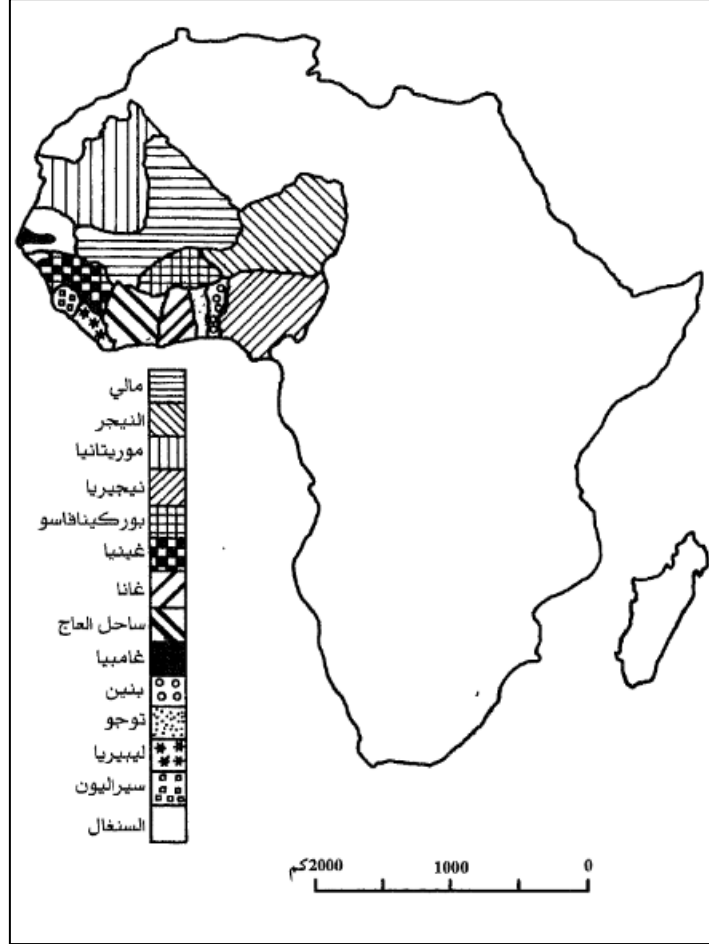 مالي
النيجر
موريتانيا
نيجيريا
بوركينافاسو
غينيا
غانا
ساحل العاج
غامبيا
بنين
توجو
ليبيريا
سيراليون
السنغال
0 1000 2000كم